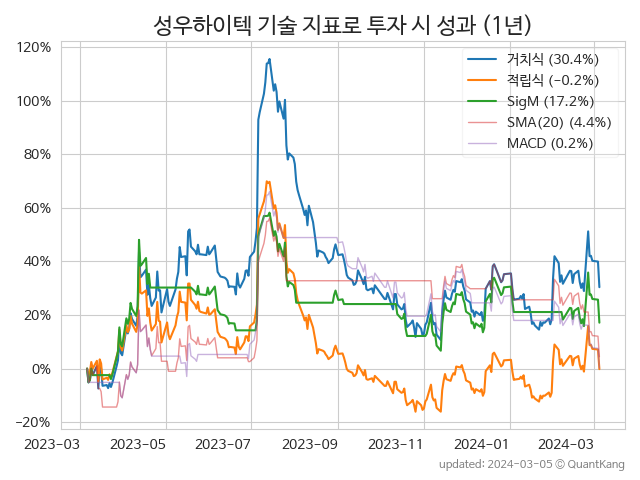 성우하이텍 기술 지표로 투자 시 성과 (1년)
120%
100%
80%
60%
40%
20%
0%
−20%
거치식 (30.4%)
적립식 (−0.2%)
SigM (17.2%)
SMA(20) (4.4%)
MACD (0.2%)
2023−03
2023−05
2023−07
2023−09
2023−11
2024−01
2024−03
updated: 2024−03−05 © QuantKang